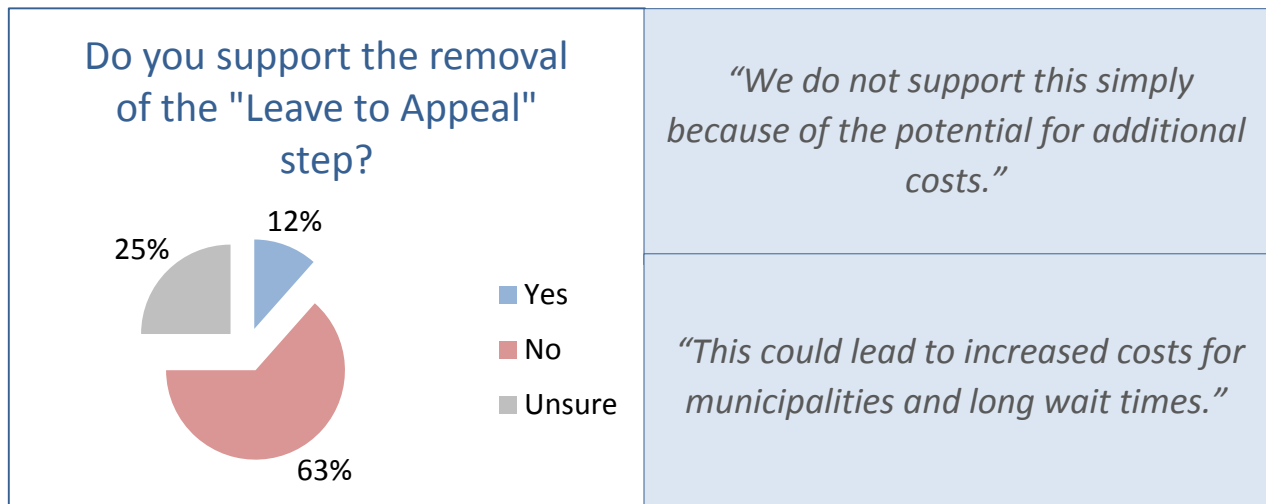 Do you support the removal
of the "Leave to Appeal"
step?
12%
25%
63%
Yes
No
Unsure
“We do not support this simply
because of the potential for additional
costs.”
“This could lead to increased costs for
municipalities and long wait times.”